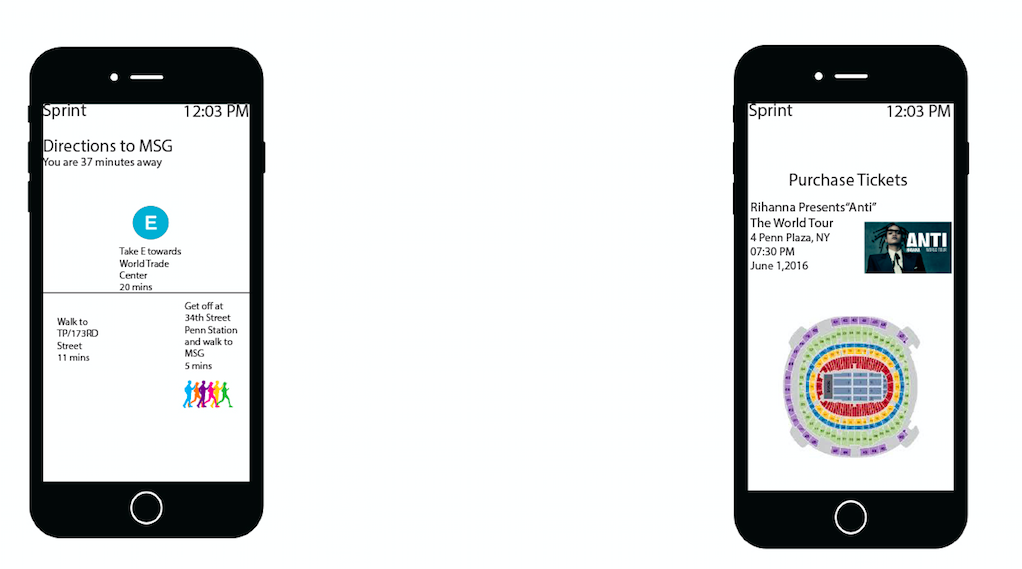 Sprint 12:03 PM
Directions to MSG
You are 37 minutes away
E
Take E towards
World Trade
Center
20 mins
Walk to
TP/173RD
Street
11 mins
Get off at
34th Street
Penn Station
and walk to
MSG
5 mins
Sprint 12:03 PM
Purchase Tickets
Rihanna Presents“Anti”
The World Tour
4 Penn Plaza, NY
07:30 PM
June 1,2016
ANTI